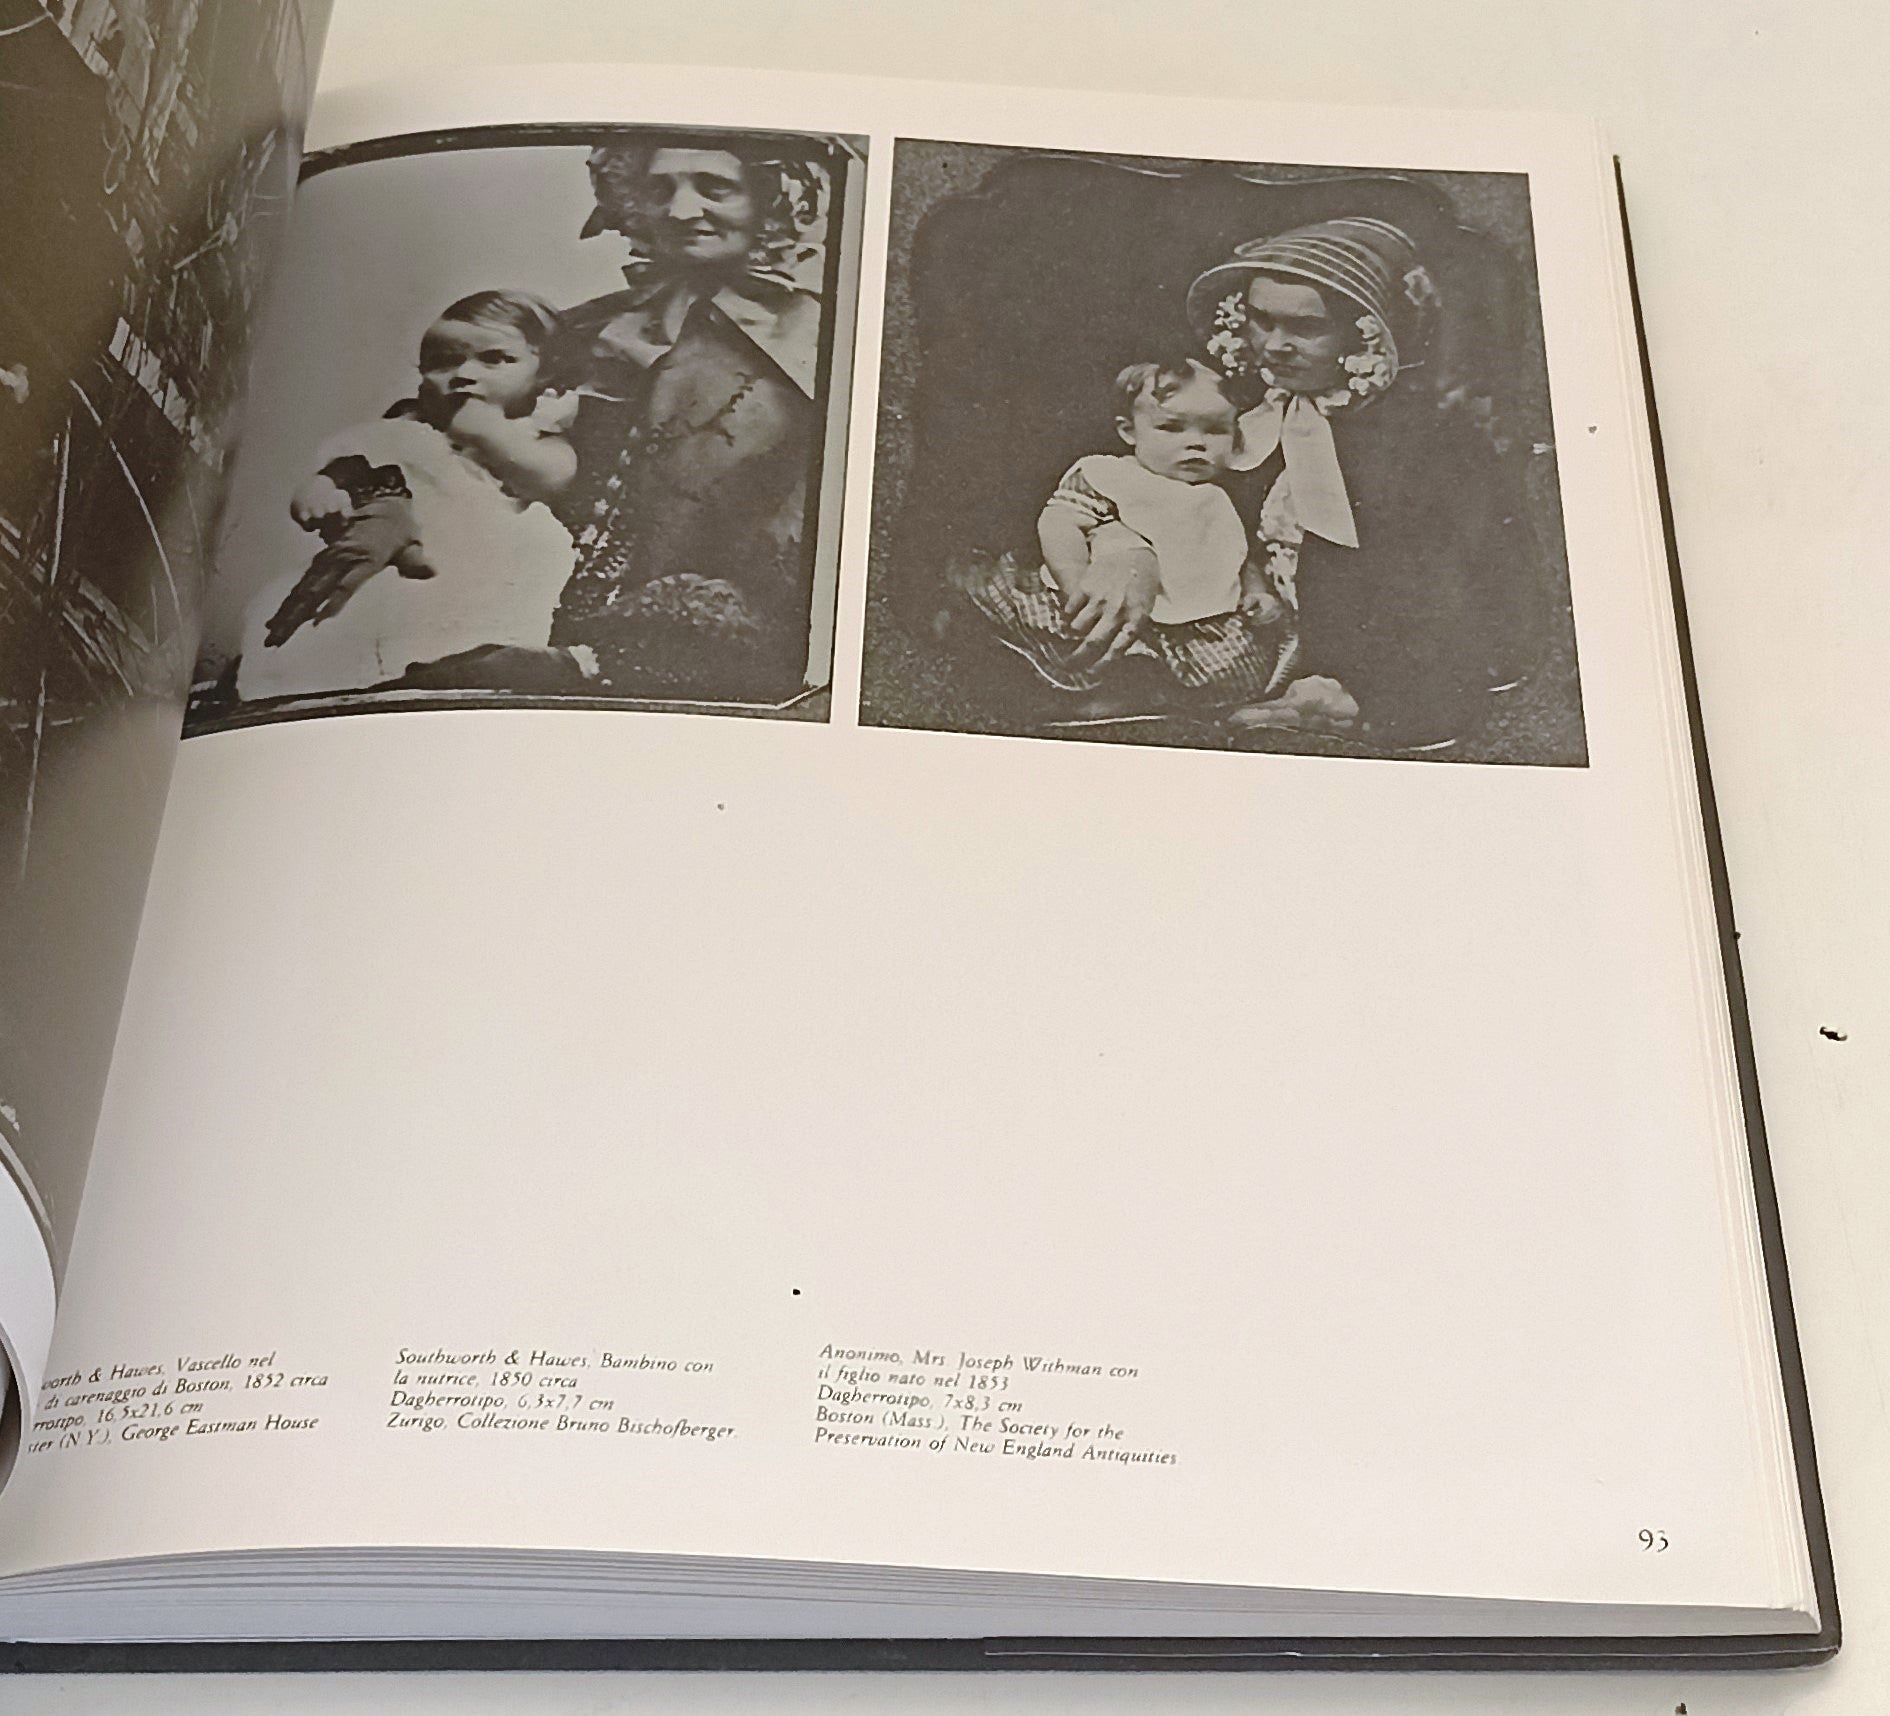 & Hawes, Vascello nel
di carenaggio di Boston, 1852 circa
16,5x21,6 cm
(N.Y.), George Eastman House
Southworth & Hawes, Bambino con
la nutrice, 1850 circa
Dagherrotipo, 6,3x7,7 cm
Zurigo, Collezione Bruno Bischofberger
Anonimo, Mrs. Joseph Withman con
il figlio nato nel 1853
Dagherrotipo, 7x8,3 cm
Boston (Mass.), The Society for the
Preservation of New England Antiquities
93